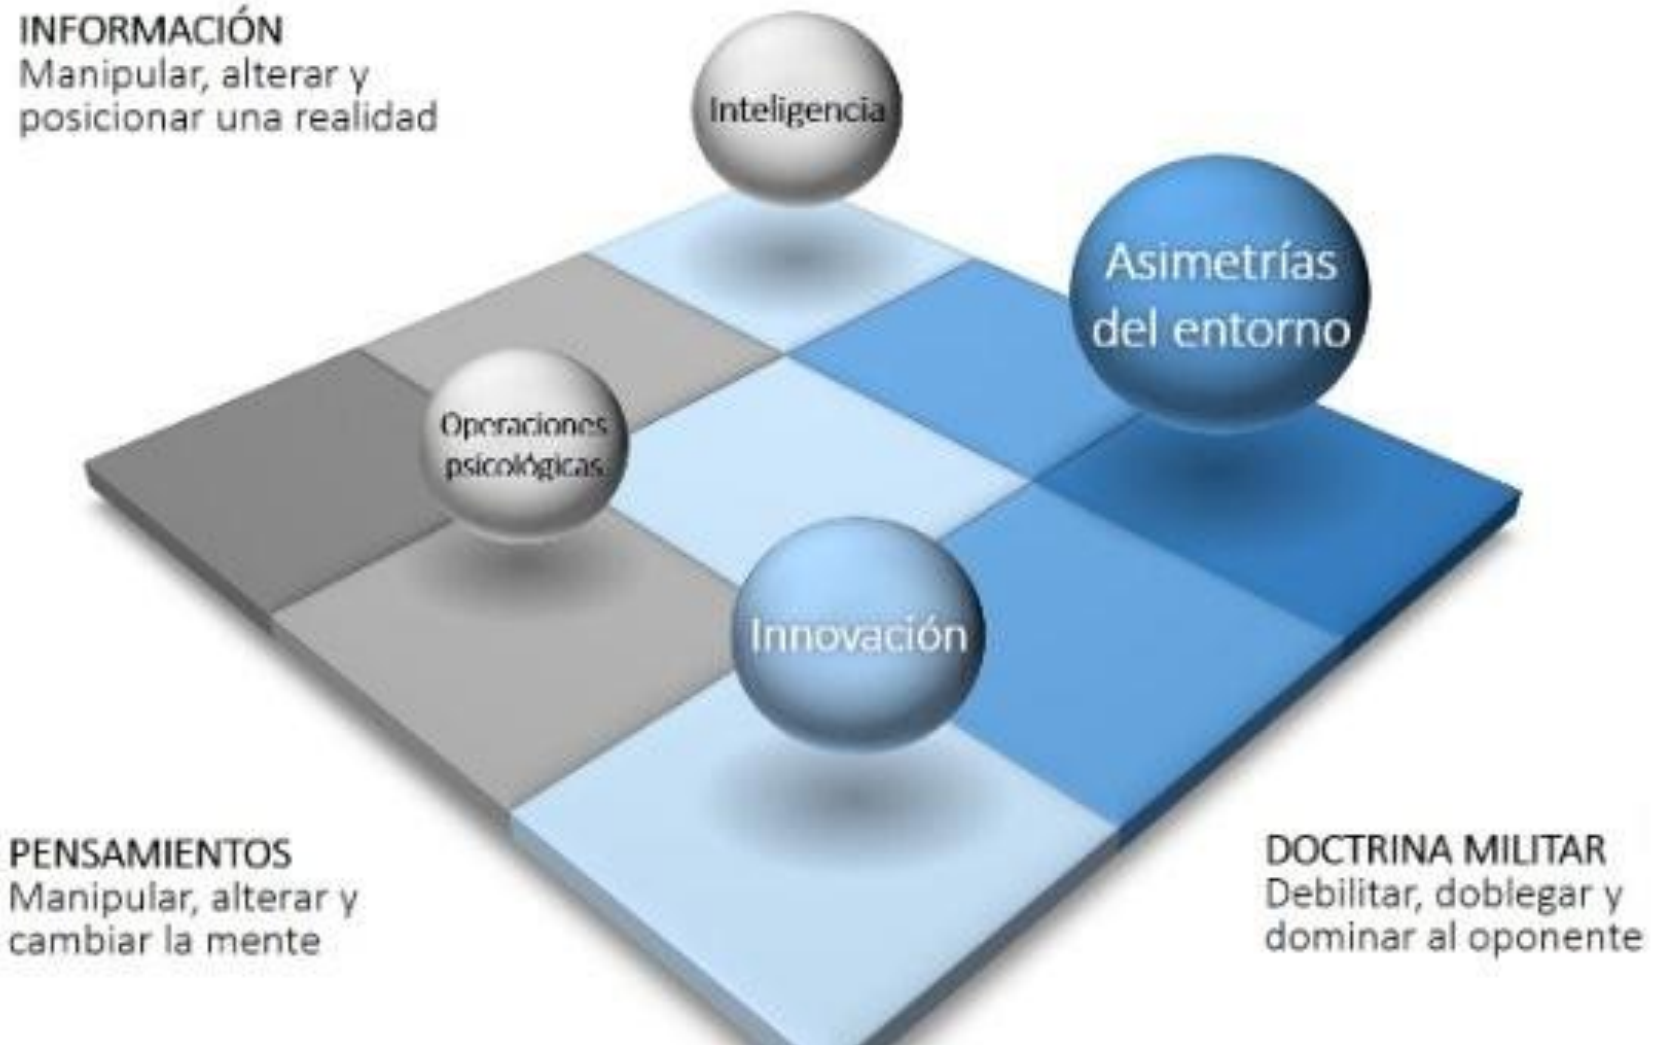 INFORMACIÓN
Manipular, alterar y
posicionar una realidad
Inteligencia
Asimetrías
del entorno
Operaciones
psicológicas
Innovación
PENSAMIENTOS
Manipular, alterar y
cambiar la mente
DOCTRINA MILITAR
Debilitar, doblegar y
dominar al oponente